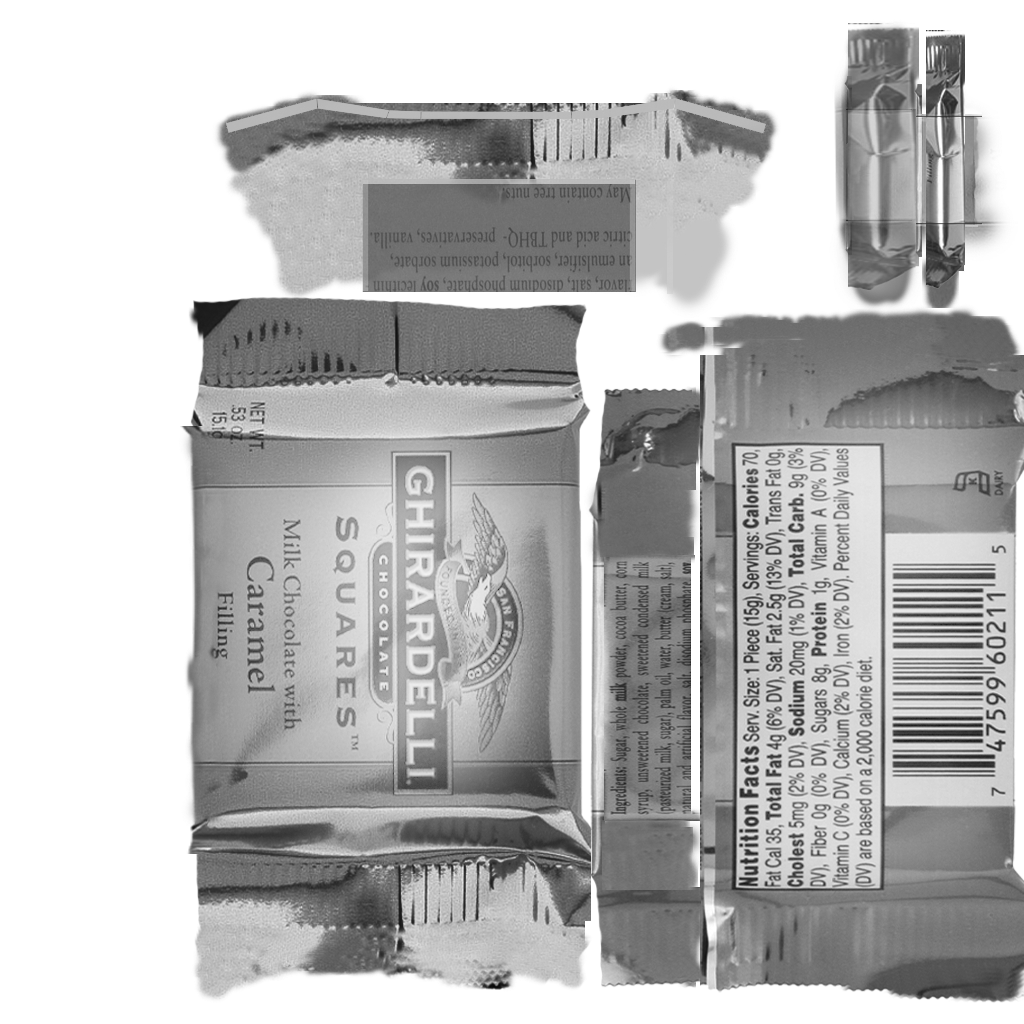 May contain tree nuts.
citric acid and TBHQ- preservatives, vanilla.
an emulsifier, sorbitol, potassium sorbate,
flavor, salt, disodium phosphate, soy lecithin
NET WT.
.53 OZ.
GHIRARDELLI
CHOCOLATE
SQUARES™
SAN FRANCISCO
Milk Chocolate with
Caramel
Filling
Ingredients: Sugar, whole milk powder, cocoa butter, corn
syrup, unsweetened chocolate, sweetened condensed milk
(pasteurized milk, sugar), palm oil, water, butter (cream, salt),
natural and artificial flavor, salt, disodium phosphate,
Nutrition Facts Serv. Size: 1 Piece (15g), Servings: Calories 70,
Fat Cal 35, Total Fat 4g (6% DV), Sat. Fat 2.5g (13% DV), Trans Fat 0g,
Cholest 5mg (2% DV), Sodium 20mg (1% DV), Total Carb. 9g (3%
DV), Fiber 0g (0% DV), Sugars 8g, Protein 1g, Vitamin A (0% DV),
Vitamin C (0% DV), Calcium (2% DV), Iron (2% DV). Percent Daily Values
(DV) are based on a 2,000 calorie diet.
K
DAIRY
7 47599 60211 5